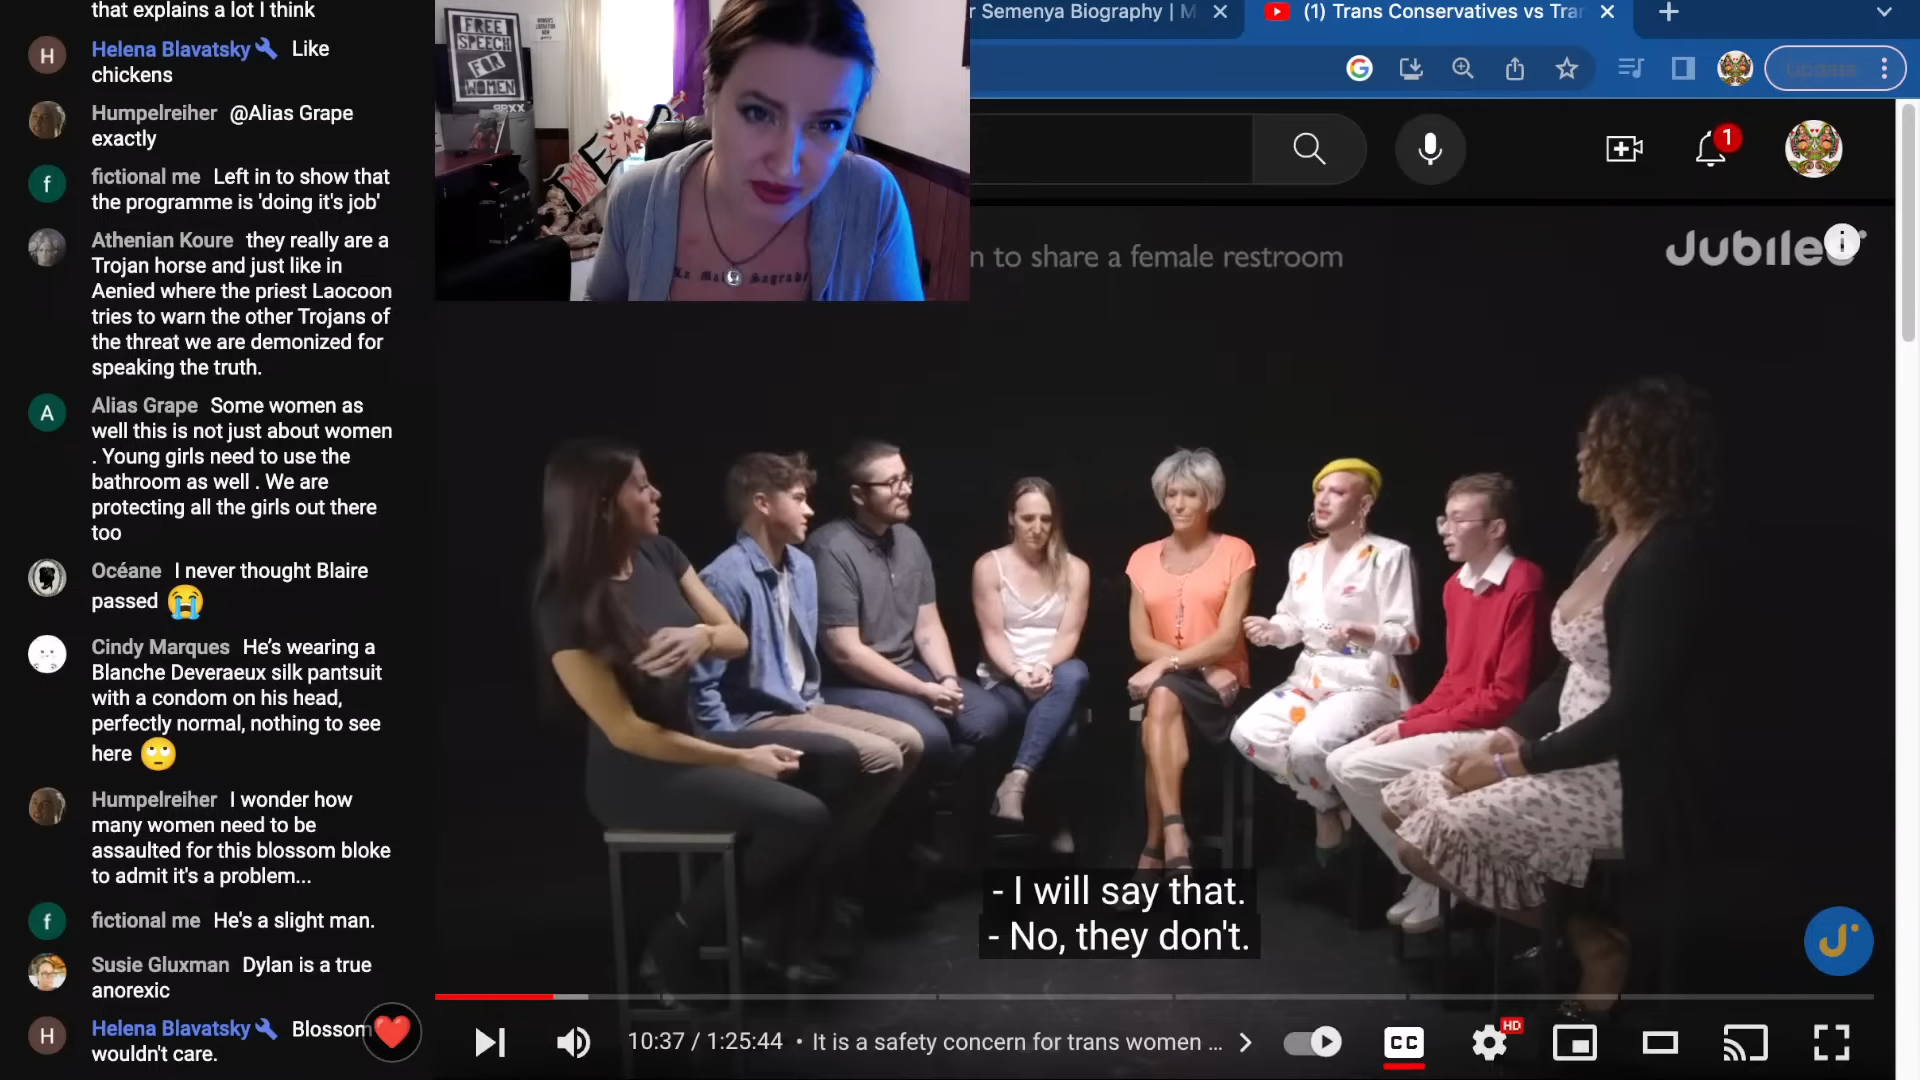 that explains a lot I think
H
Helena Blavatsky Like
chickens
Humpelreiher @Alias Grape
exactly
f
fictional me Left in to show that
the programme is 'doing it's job'
Athenian Koure they really are a
Trojan horse and just like in
Aenied where the priest Laocoon
tries to warn the other Trojans of
the threat we are demonized for
speaking the truth.
A
Alias Grape Some women as
well this is not just about women
. Young girls need to use the
bathroom as well . We are
protecting all the girls out there
too
Océane I never thought Blaire
passed 😭
Cindy Marques He's wearing a
Blanche Deveraeux silk pantsuit
with a condom on his head,
perfectly normal, nothing to see
here 🙄
Humpelreiher I wonder how
many women need to be
assaulted for this blossom bloke
to admit it's a problem...
f
fictional me He's a slight man.
Susie Gluxman Dylan is a true
anorexic
H
Helena Blavatsky Blossom
wouldn't care.
FREE
SPEECH
FOR
WOMEN
r Semenya Biography | M
(1) Trans Conservatives vs Tra
1
n to share a female restroom
Jubilee
- I will say that.
- No, they don't.
10:37 / 1:25:44 • It is a safety concern for trans women ...
CC
HD